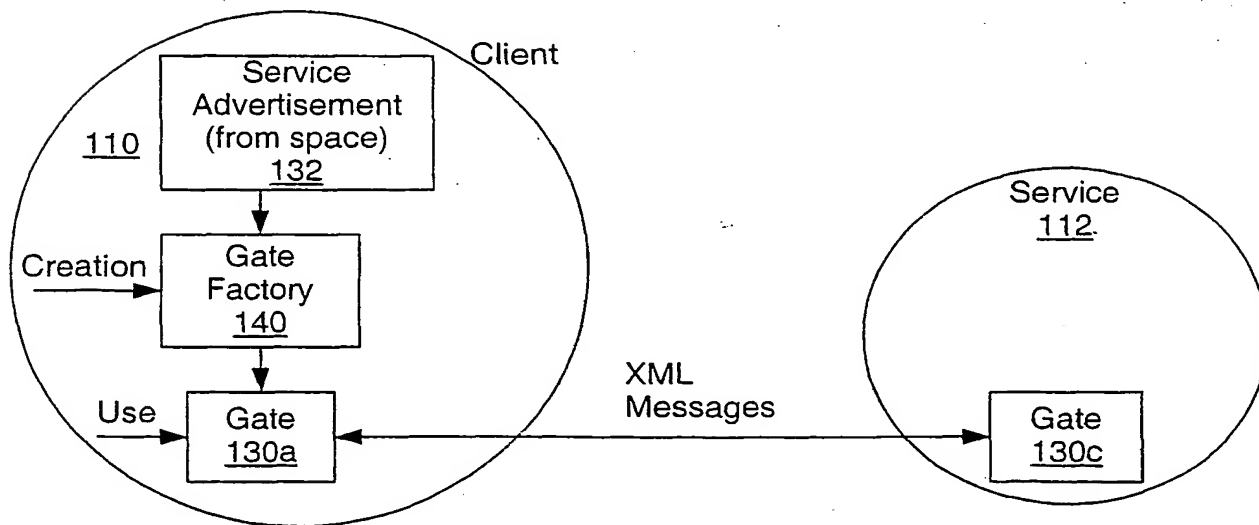 Client
Service
Advertisement
(from space)
132
110
Creation
Gate
Factory
140
Use
Gate
130a
XML
Messages
Service
112
Gate
130c